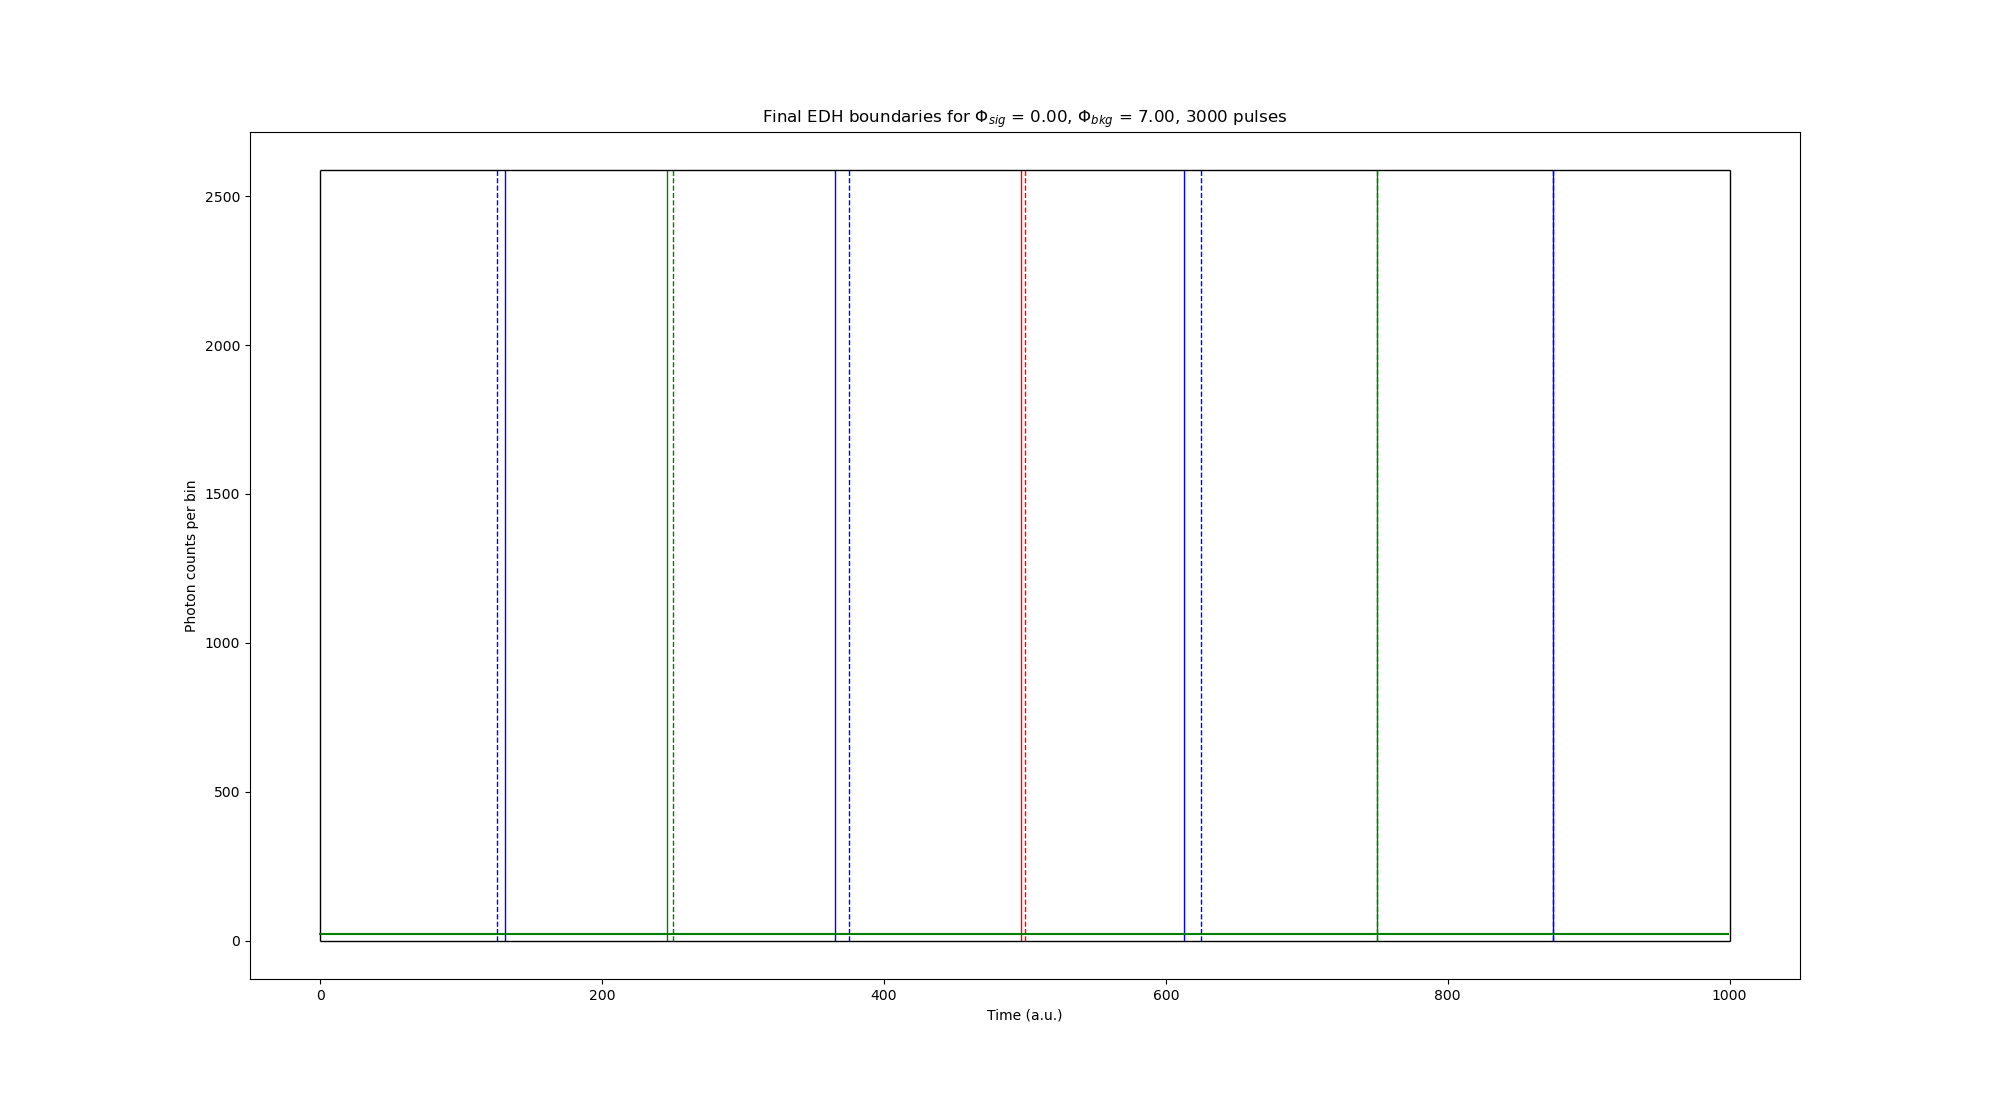 Final EDH boundaries for Φsig = 0.00, Φbkg = 7.00, 3000 pulses
2500
2000
1500
1000
500
0
Photon counts per bin
0 200 400 600 800 1000
Time (a.u.)